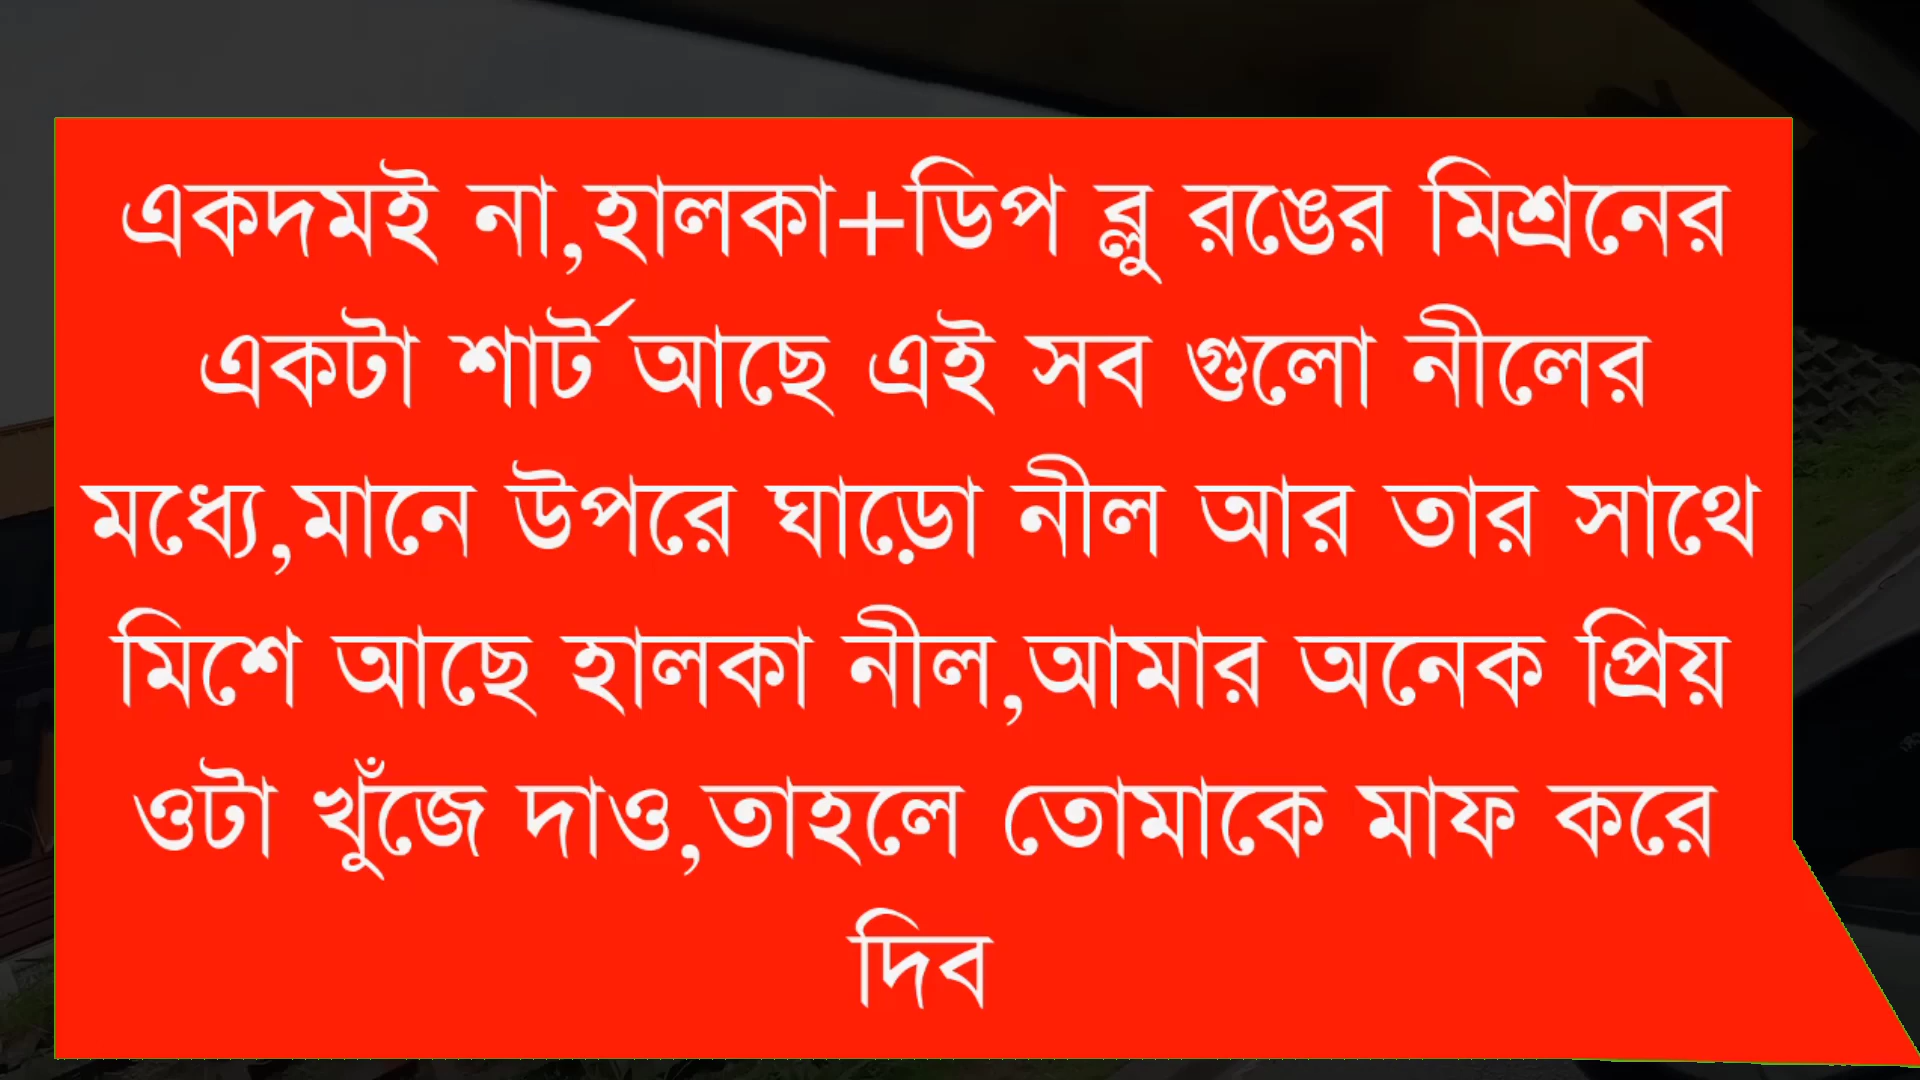 একদমই না,হালকা+ডিপ ব্লু রঙের মিশ্রনের
একটা শার্ট আছে এই সব গুলো নীলের
মধ্যে,মানে উপরে ঘাড়ো নীল আর তার সাথে
মিশে আছে হালকা নীল,আমার অনেক প্রিয়
ওটা খুঁজে দাও,তাহলে তোমাকে মাফ করে
দিব